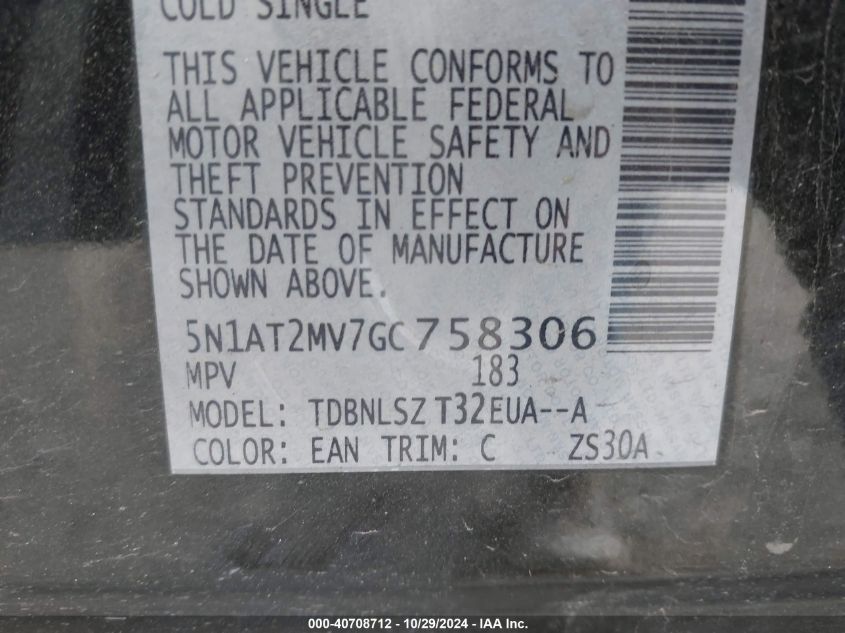 COLD SINGLE
THIS VEHICLE CONFORMS TO
ALL APPLICABLE FEDERAL
MOTOR VEHICLE SAFETY AND
THEFT PREVENTION
STANDARDS IN EFFECT ON
THE DATE OF MANUFACTURE
SHOWN ABOVE.
5N1AT2MV7GC758306
MPV 183
MODEL: TDBNLSZ T32EUA--A
COLOR: EAN TRIM: C ZS30A
000-40708712 - 10/29/2024 - IAA Inc.